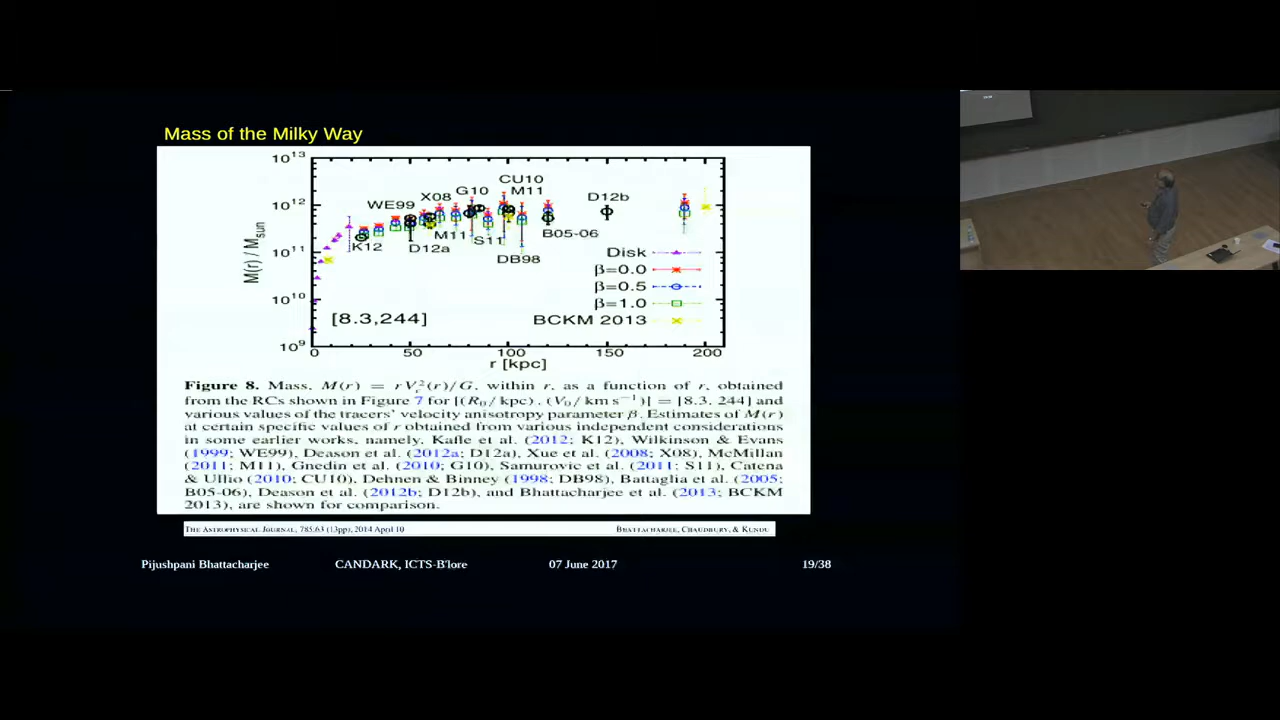 Mass of the Milky Way
10^13
10^12
10^11
10^10
10^9
M(r) / M_sun
CU10
G10
M11
X08
WE99
D12b
K12
M11
S11
D12a
B05-06
DB98
Disk
β=0.0
β=0.5
β=1.0
BCKM 2013
[8.3,244]
0 50 100 150 200
r [kpc]
Figure 8. Mass, M(r) = rV_c^2(r)/G, within r, as a function of r, obtained
from the RCs shown in Figure 7 for [(R_0/ kpc), (V_0/ km s^−1)] = [8.3, 244] and
various values of the tracers' velocity anisotropy parameter β. Estimates of M(r)
at certain specific values of r obtained from various independent considerations
in some earlier works, namely, Kafle et al. (2012; K12), Wilkinson & Evans
(1999; WE99), Deason et al. (2012a; D12a), Xue et al. (2008; X08), McMillan
(2011; M11), Gnedin et al. (2010; G10), Samurovic et al. (2011; S11), Catena
& Ullio (2010; CU10), Dehnen & Binney (1998; DB98), Battaglia et al. (2005;
B05-06), Deason et al. (2012b; D12b), and Bhattacharjee et al. (2013; BCKM
2013), are shown for comparison.
THE ASTROPHYSICAL JOURNAL, 785:63 (13pp), 2014 April 10 BHATTACHARJEE, CHAUDHURY, & KUNDU
Pijushpani Bhattacharjee CANDARK, ICTS-B'lore 07 June 2017 19/38